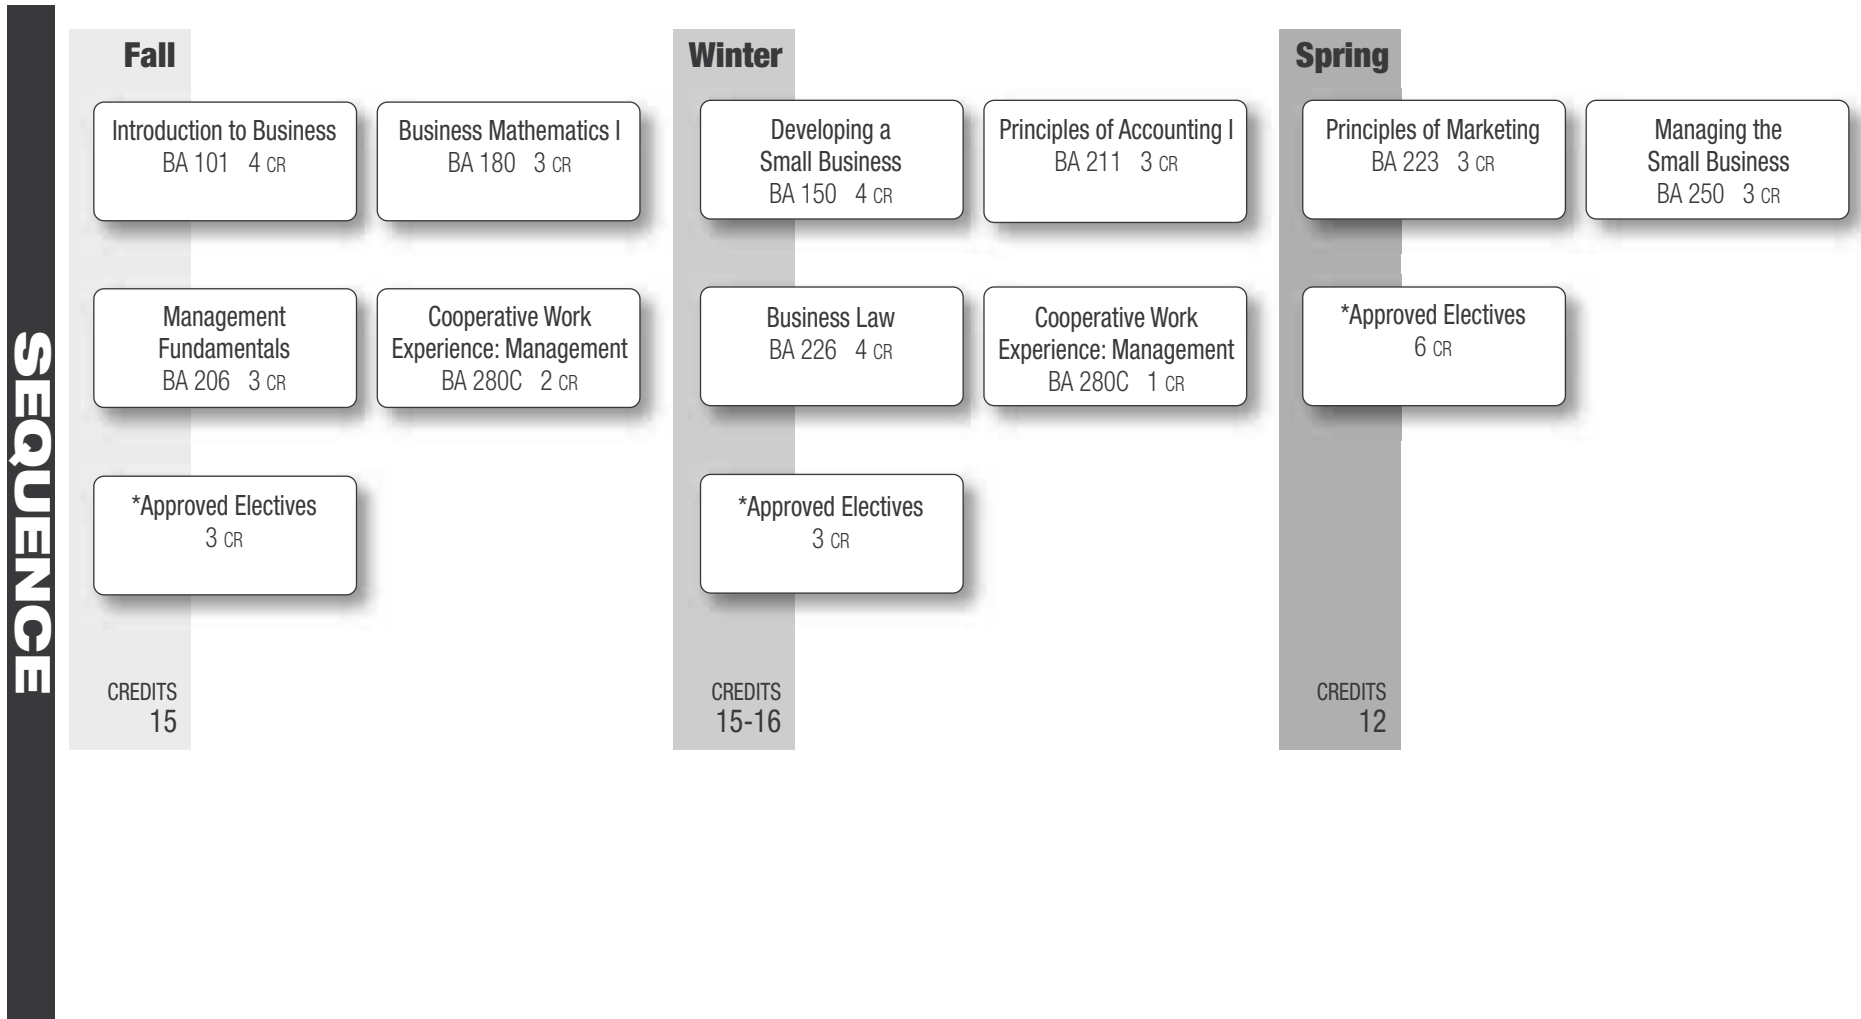 SEQUENCE
Fall
Introduction to Business
BA 101 4 CR
Business Mathematics I
BA 180 3 CR
Management
Fundamentals
BA 206 3 CR
Cooperative Work
Experience: Management
BA 280C 2 CR
*Approved Electives
3 CR
CREDITS
15
Winter
Developing a
Small Business
BA 150 4 CR
Principles of Accounting I
BA 211 3 CR
Business Law
BA 226 4 CR
Cooperative Work
Experience: Management
BA 280C 1 CR
*Approved Electives
3 CR
CREDITS
15-16
Spring
Principles of Marketing
BA 223 3 CR
Managing the
Small Business
BA 250 3 CR
*Approved Electives
6 CR
CREDITS
12